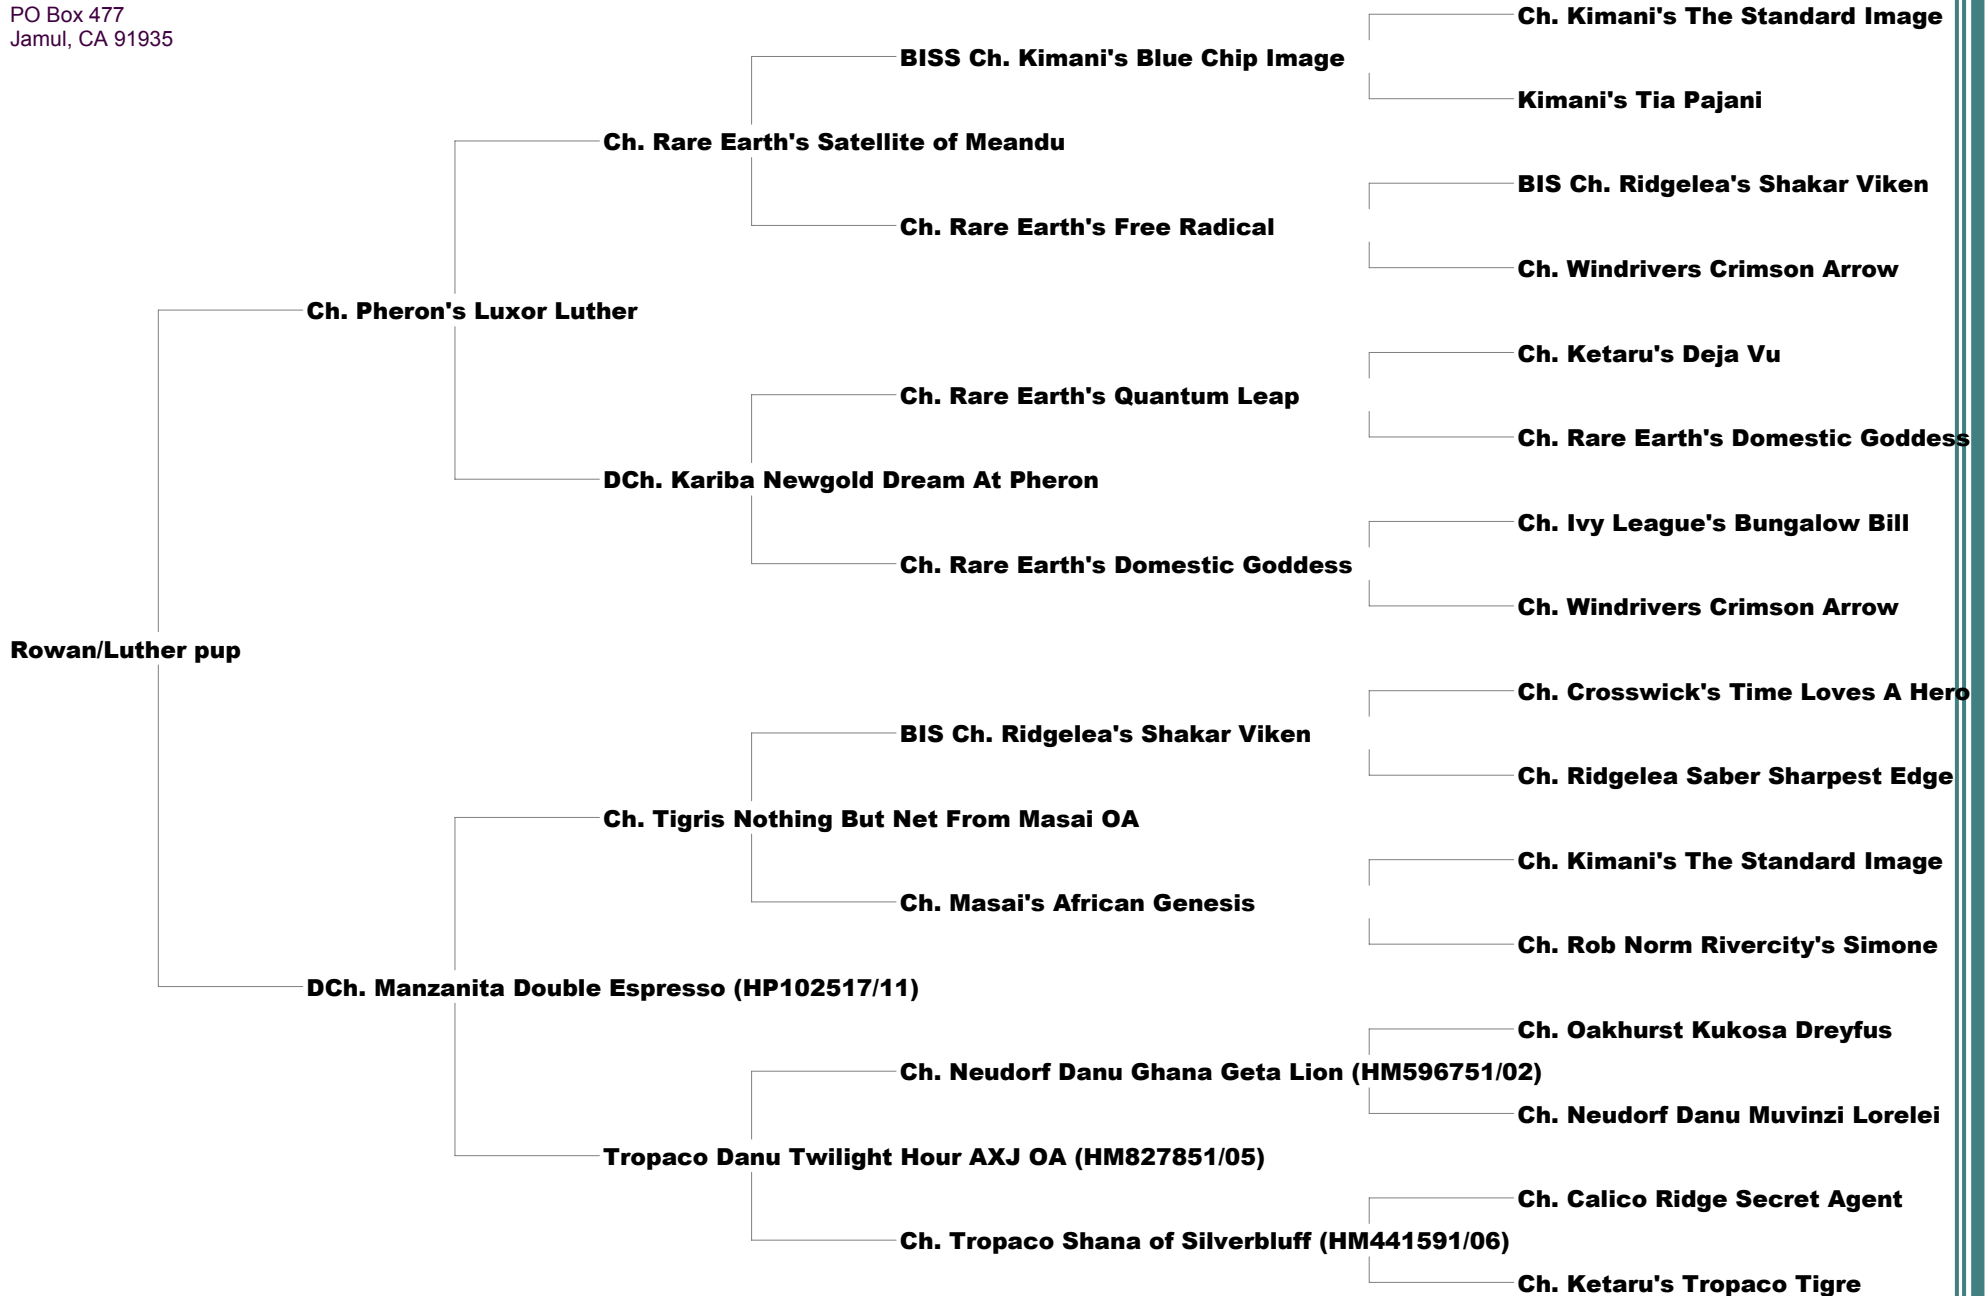 PO Box 477
Jamul, CA 91935
Ch. Kimani's The Standard Image
BISS Ch. Kimani's Blue Chip Image
Kimani's Tia Pajani
Ch. Rare Earth's Satellite of Meandu
BIS Ch. Ridgelea's Shakar Viken
Ch. Rare Earth's Free Radical
Ch. Windrivers Crimson Arrow
Ch. Pheron's Luxor Luther
Ch. Ketaru's Deja Vu
Ch. Rare Earth's Quantum Leap
Ch. Rare Earth's Domestic Goddess
DCh. Kariba Newgold Dream At Pheron
Ch. Ivy League's Bungalow Bill
Ch. Rare Earth's Domestic Goddess
Ch. Windrivers Crimson Arrow
Rowan/Luther pup
Ch. Crosswick's Time Loves A Hero
BIS Ch. Ridgelea's Shakar Viken
Ch. Ridgelea Saber Sharpest Edge
Ch. Tigris Nothing But Net From Masai OA
Ch. Kimani's The Standard Image
Ch. Masai's African Genesis
Ch. Rob Norm Rivercity's Simone
DCh. Manzanita Double Espresso (HP102517/11)
Ch. Oakhurst Kukosa Dreyfus
Ch. Neudorf Danu Ghana Geta Lion (HM596751/02)
Ch. Neudorf Danu Muvinzi Lorelei
Tropaco Danu Twilight Hour AXJ OA (HM827851/05)
Ch. Calico Ridge Secret Agent
Ch. Tropaco Shana of Silverbluff (HM441591/06)
Ch. Ketaru's Tropaco Tigre